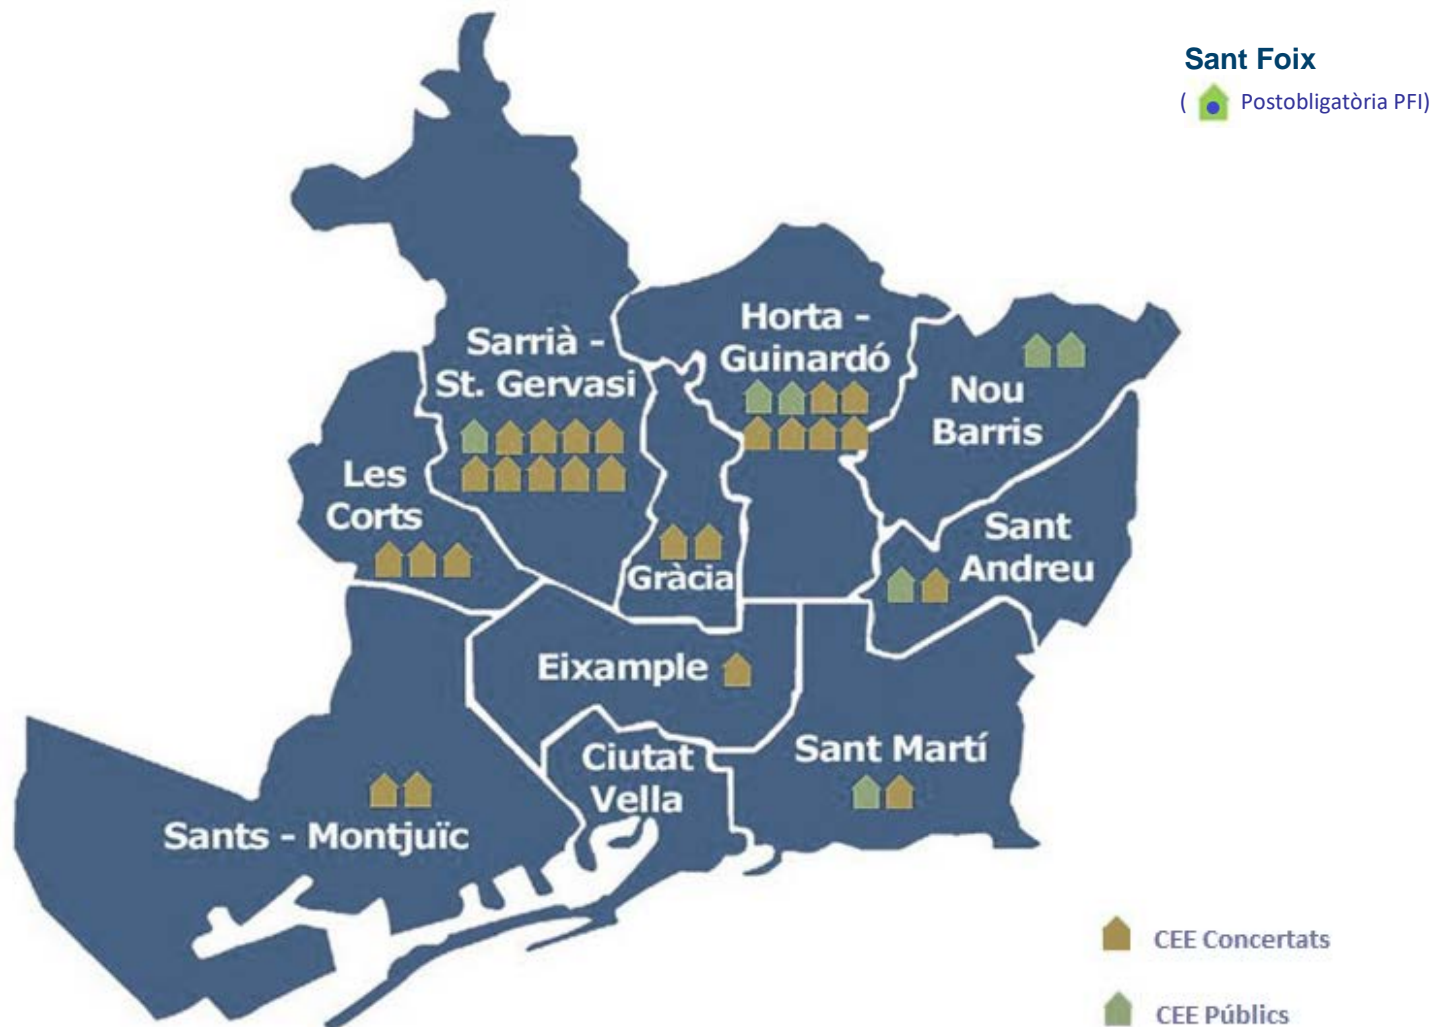 Sant Foix
( Postobligatòria PFI)
Sarrià -
St. Gervasi
Horta -
Guinardó
Nou
Barris
Les
Corts
Gràcia
Sant
Andreu
Eixample
Sant Martí
Ciutat
Vella
Sants - Montjuïc
CEE Concertats
CEE Públics